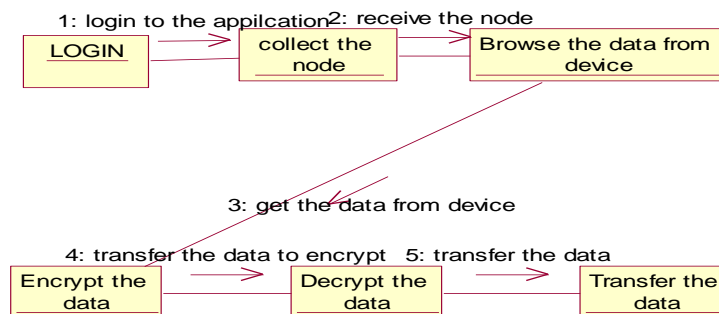 1: login to the appilcation
2: receive the node
LOGIN
collect the
node
Browse the data from
device
3: get the data from device
4: transfer the data to encrypt
5: transfer the data
Encrypt the
data
Decrypt the
data
Transfer the
data